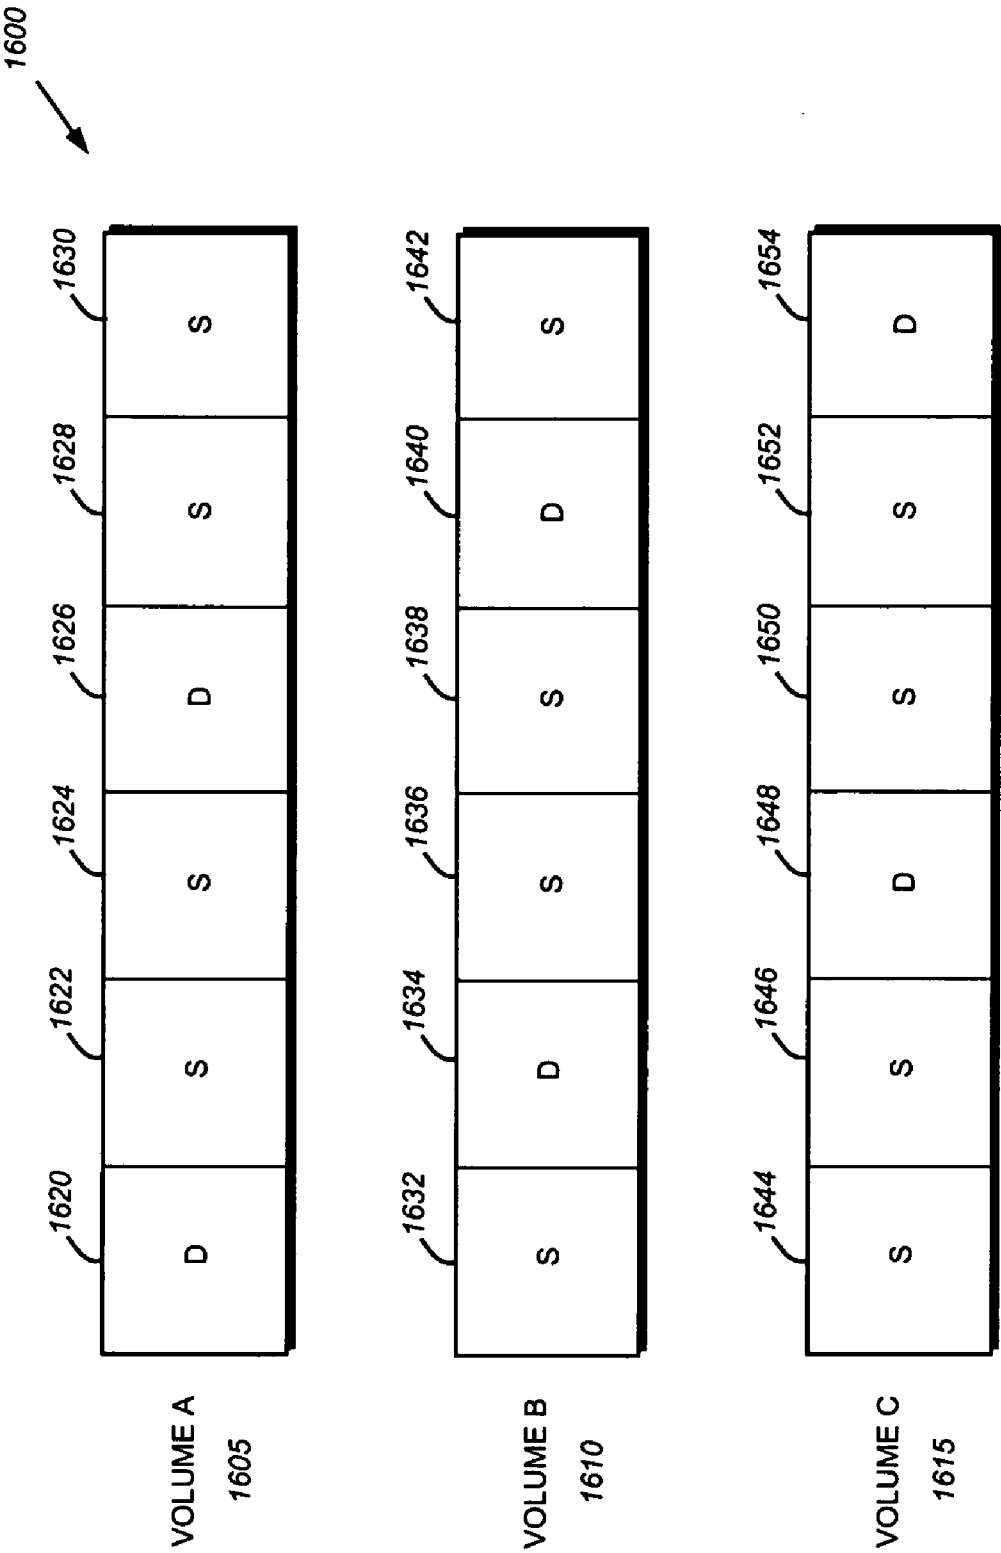 1600
1620 1622 1624 1626 1628 1630
VOLUME A D S S D S S
1605
1632 1634 1636 1638 1640 1642
VOLUME B S D S S D S
1610
1644 1646 1648 1650 1652 1654
VOLUME C S S D S S D
1615